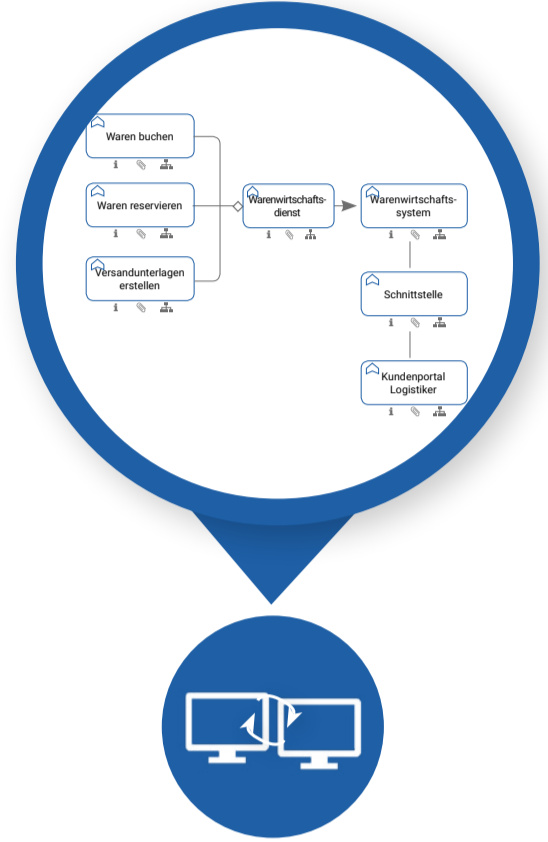 Waren buchen
Waren reservieren
Versandunterlagen
erstellen
Warenwirtschafts-
dienst
Warenwirtschafts-
system
Schnittstelle
Kundenportal
Logistiker